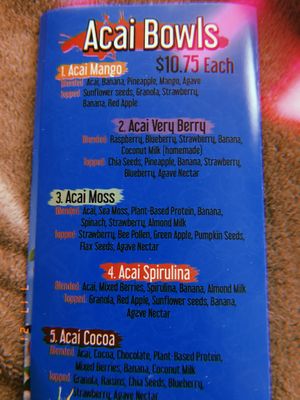 Acai Bowls
$10.75 Each
1. Acai Mango
Blended: Acai, Banana, Pineapple, Mango, Agave
Topped: Sunflower seeds, Granola, Strawberry,
Banana, Red Apple
2. Acai Very Berry
Blended: Raspberry, Blueberry, Strawberry, Banana,
Coconut Milk (homemade)
Topped: Chia Seeds, Pineapple, Banana, Strawberry,
Blueberry, Agave Nectar
3. Acai Moss
Blended: Acai, Sea Moss, Plant-Based Protein, Banana,
Spinach, Strawberry, Almond Milk
Topped: Strawberry, Bee Pollen, Green Apple, Pumpkin Seeds,
Flax Seeds, Agave Nectar
4. Acai Spirulina
Blended: Acai, Mixed Berries, Spirulina, Banana, Almond Milk
Topped: Granola, Red Apple, Sunflower seeds, Banana,
Agave Nectar
5. Acai Cocoa
Blended: Acai, Cocoa, Chocolate, Plant-Based Protein,
Mixed Berries, Banana, Coconut Milk
Topped: Granola, Banana, Chia Seeds, Blueberry,
Strawberry, Agave Nectar